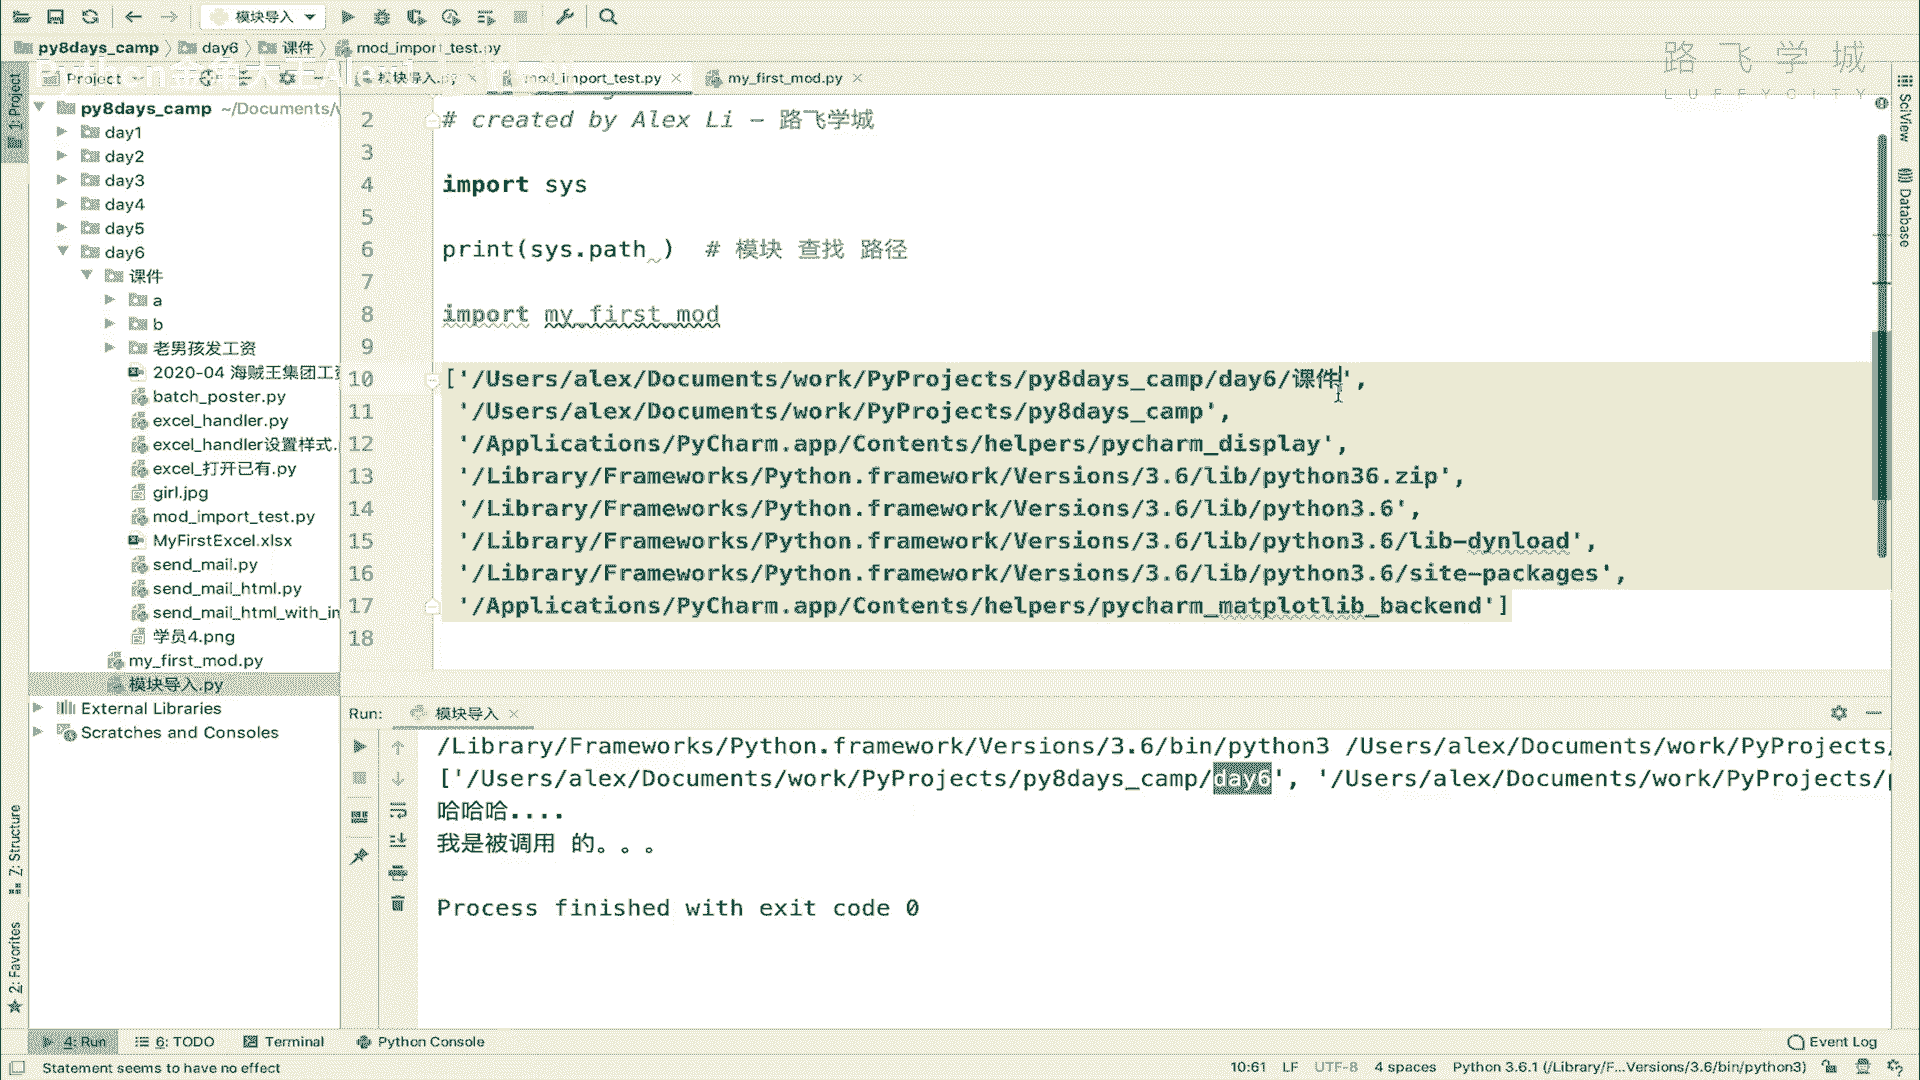 模块导入
py8days_camp day6 课件 mod_import_test.py
路飞学城
LUFFYCITY
Project
模块导入.py mod_import_test.py my_first_mod.py
1: Project
SciView
Database
py8days_camp ~/Documents/
day1
day2
day3
day4
day5
day6
课件
a
b
老男孩发工资
2020-04 海贼王集团工资
batch_poster.py
excel_handler.py
excel_handler设置样式.
excel_打开已有.py
girl.jpg
mod_import_test.py
MyFirstExcel.xlsx
send_mail.py
send_mail_html.py
send_mail_html_with_in
学员4.png
my_first_mod.py
模块导入.py
External Libraries
Scratches and Consoles
2 # created by Alex Li - 路飞学城
3
4 import sys
5
6 print(sys.path ) # 模块 查找 路径
7
8 import my_first_mod
9
10 ['/Users/alex/Documents/work/PyProjects/py8days_camp/day6/课件',
11 '/Users/alex/Documents/work/PyProjects/py8days_camp',
12 '/Applications/PyCharm.app/Contents/helpers/pycharm_display',
13 '/Library/Frameworks/Python.framework/Versions/3.6/lib/python36.zip',
14 '/Library/Frameworks/Python.framework/Versions/3.6/lib/python3.6',
15 '/Library/Frameworks/Python.framework/Versions/3.6/lib/python3.6/lib-dynload',
16 '/Library/Frameworks/Python.framework/Versions/3.6/lib/python3.6/site-packages',
17 '/Applications/PyCharm.app/Contents/helpers/pycharm_matplotlib_backend']
18
Run: 模块导入
/Library/Frameworks/Python.framework/Versions/3.6/bin/python3 /Users/alex/Documents/work/PyProjects/
['/Users/alex/Documents/work/PyProjects/py8days_camp/day6', '/Users/alex/Documents/work/PyProjects/p
哈哈哈....
我是被调用 的。。。
Process finished with exit code 0
7: Structure
2: Favorites
4: Run 6: TODO Terminal Python Console Event Log
Statement seems to have no effect 10:61 LF UTF-8 4 spaces Python 3.6.1 (/Library/F...Versions/3.6/bin/python3)